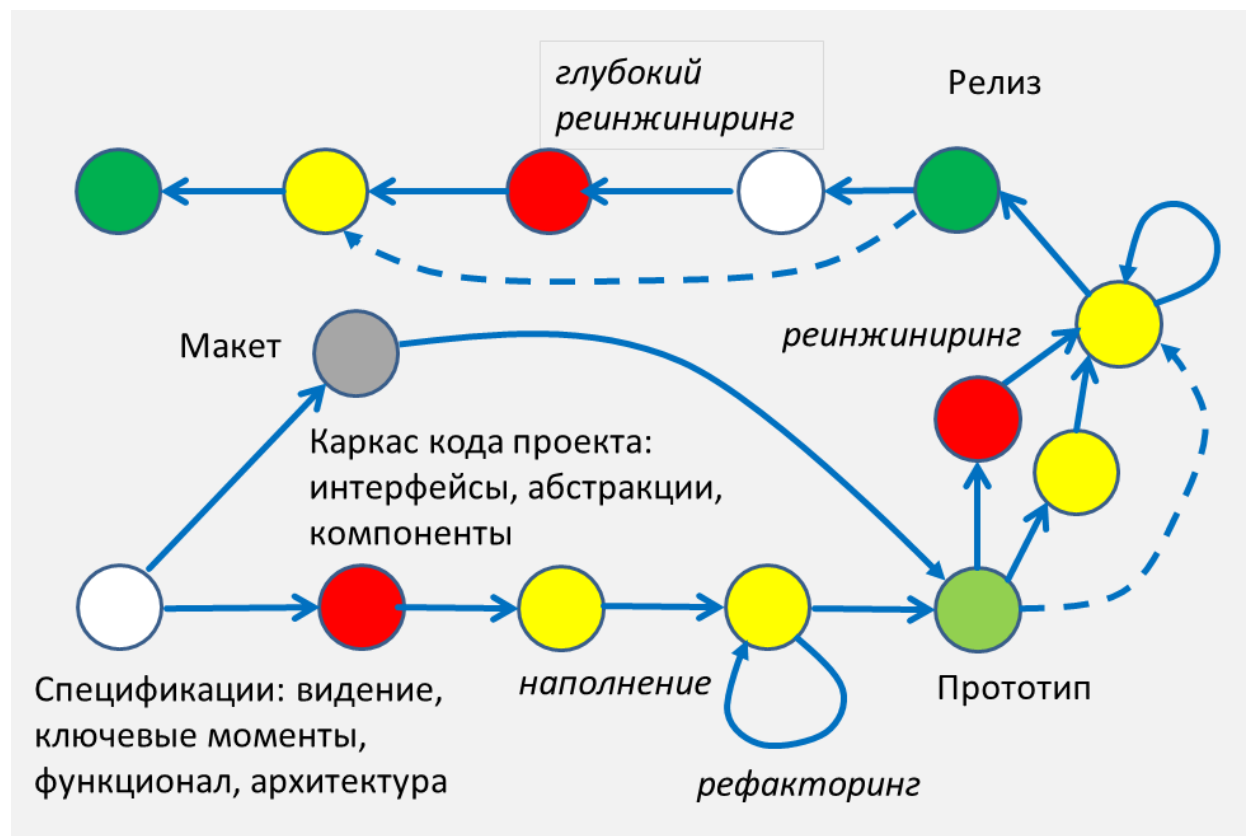 глубокий
реинжиниринг
Релиз
Макет
реинжиниринг
Каркас кода проекта:
интерфейсы, абстракции,
компоненты
Спецификации: видение,
ключевые моменты,
функционал, архитектура
наполнение
Прототип
рефакторинг